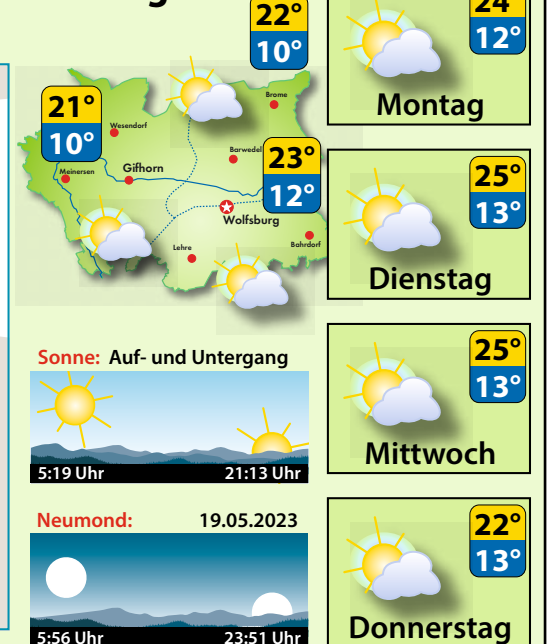 22°
10°
21°
10°
23°
12°
Brome
Wesendorf
Barwedel
Meinersen
Gifhorn
Wolfsburg
Lehre
Bahrdorf
Sonne: Auf- und Untergang
5:19 Uhr 21:13 Uhr
Neumond: 19.05.2023
5:56 Uhr 23:51 Uhr
24°
12°
Montag
25°
13°
Dienstag
25°
13°
Mittwoch
22°
13°
Donnerstag